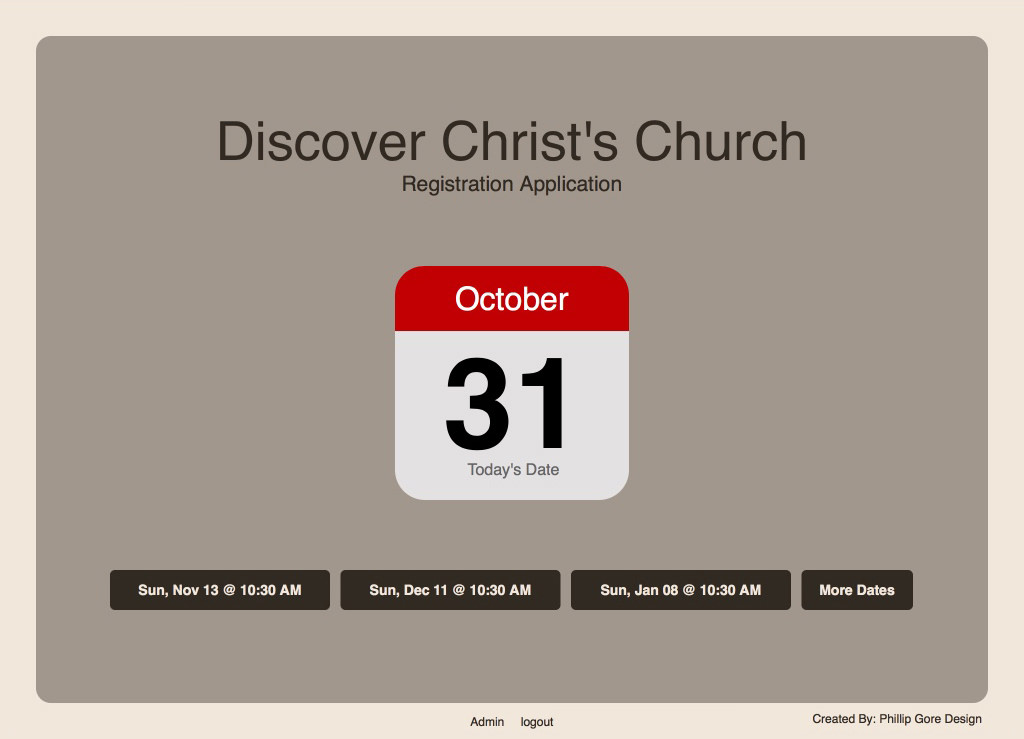 Discover Christ's Church
Registration Application
October
31
Today's Date
Sun, Nov 13 @ 10:30 AM
Sun, Dec 11 @ 10:30 AM
Sun, Jan 08 @ 10:30 AM
More Dates
Admin
logout
Created By: Phillip Gore Design